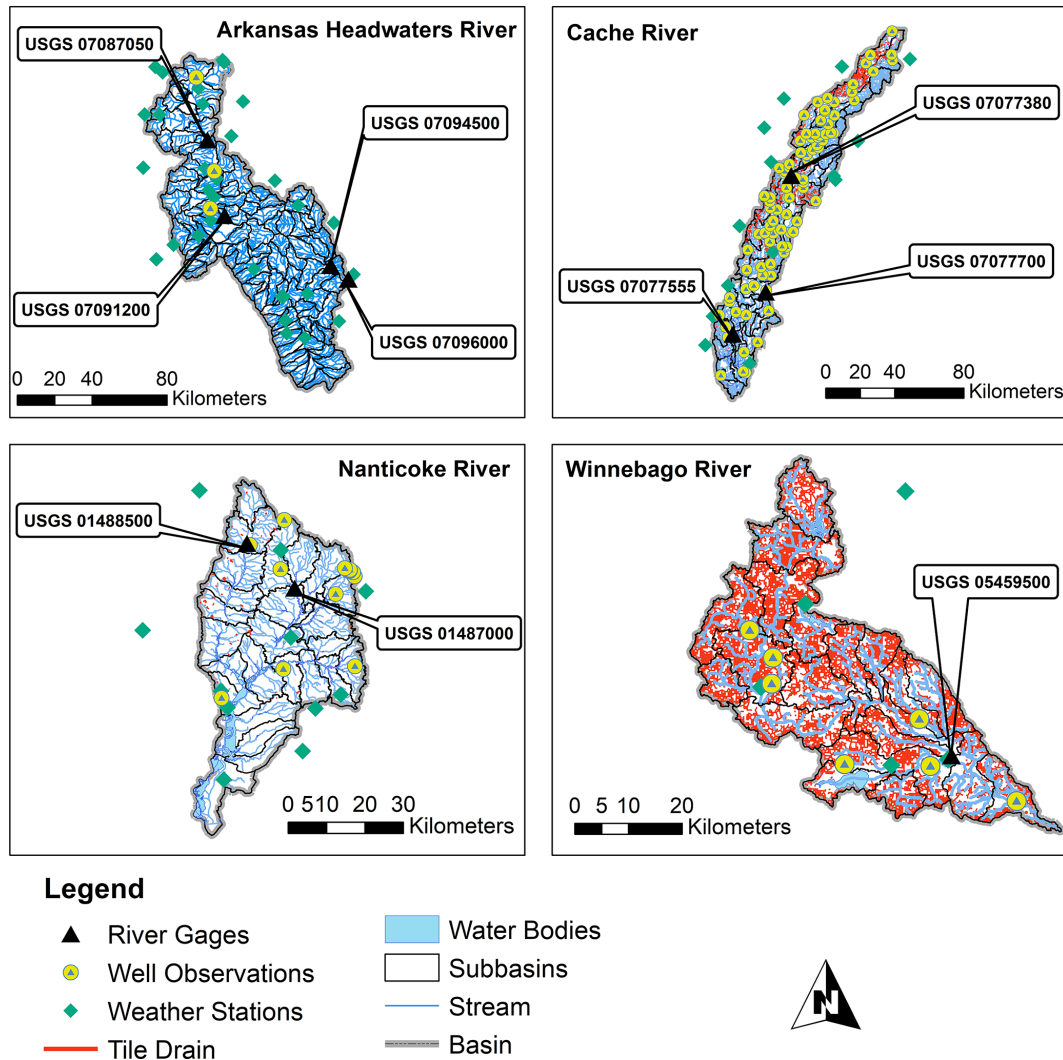 Arkansas Headwaters River
USGS 07087050
USGS 07094500
USGS 07091200
USGS 07096000
0 20 40 80
Kilometers
Cache River
USGS 07077380
USGS 07077700
USGS 07077555
0 20 40 80
Kilometers
Nanticoke River
USGS 01488500
USGS 01487000
0 510 20 30
Kilometers
Winnebago River
USGS 05459500
0 5 10 20
Kilometers
Legend
River Gages
Well Observations
Weather Stations
Tile Drain
Water Bodies
Subbasins
Stream
Basin
N